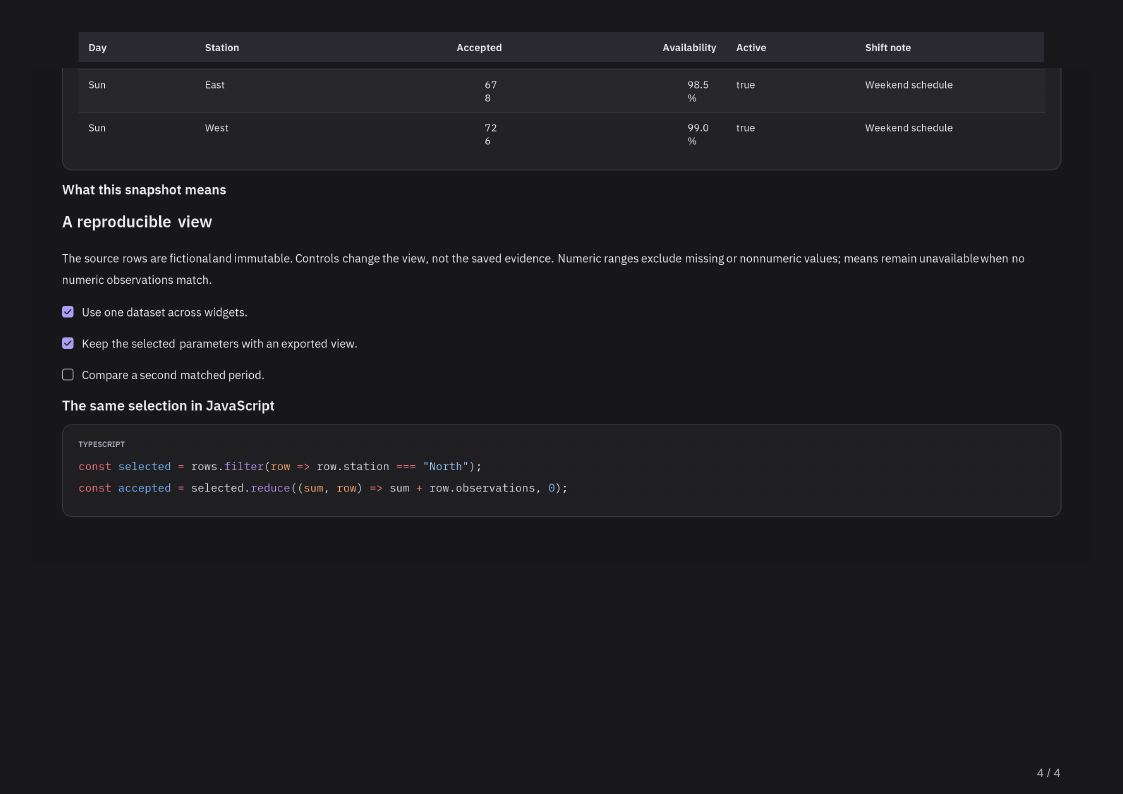 Day Station Accepted Availability Active Shift note
Sun East 67 98.5 true Weekend schedule
8 %
Sun West 72 99.0 true Weekend schedule
6 %
What this snapshot means
A reproducible view
The source rows are fictional and immutable. Controls change the view, not the saved evidence. Numeric ranges exclude missing or nonnumeric values; means remain unavailable when no
numeric observations match.
Use one dataset across widgets.
Keep the selected parameters with an exported view.
Compare a second matched period.
The same selection in JavaScript
TYPESCRIPT
const selected = rows.filter(row => row.station === "North");
const accepted = selected.reduce((sum, row) => sum + row.observations, 0);
4 / 4